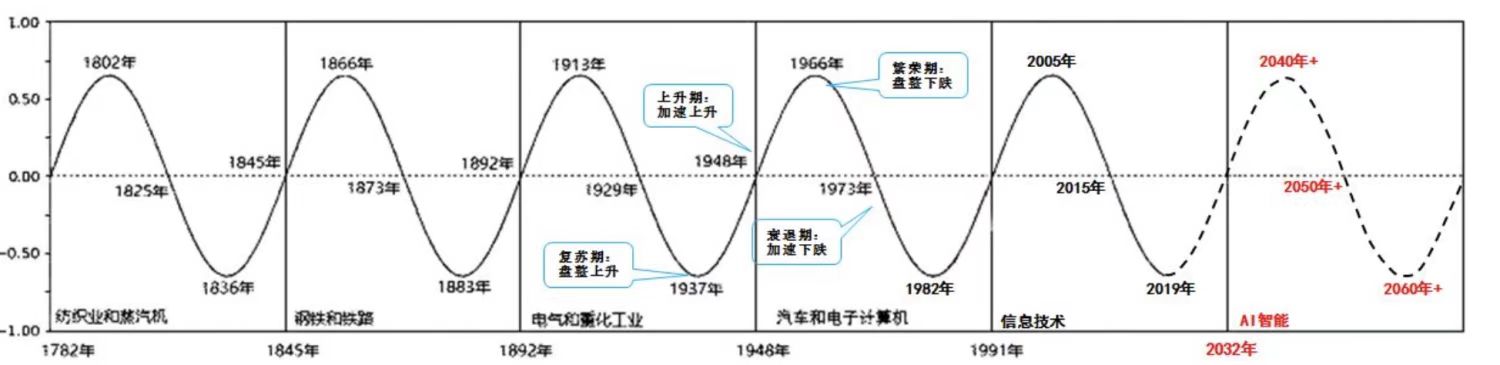 1.00
0.50
0.00
-0.50
-1.00
1802年
1825年
1836年
1845年
纺织业和蒸汽机
1866年
1873年
1883年
1892年
钢铁和铁路
1913年
1929年
复苏期：
盘整上升
1937年
上升期：
加速上升
1948年
电气和重化工业
1966年
繁荣期：
盘整下跌
1973年
衰退期：
加速下跌
1982年
汽车和电子计算机
2005年
2015年
2019年
信息技术
2040年+
2050年+
2060年+
AI智能
1782年
1845年
1892年
1948年
1991年
2032年